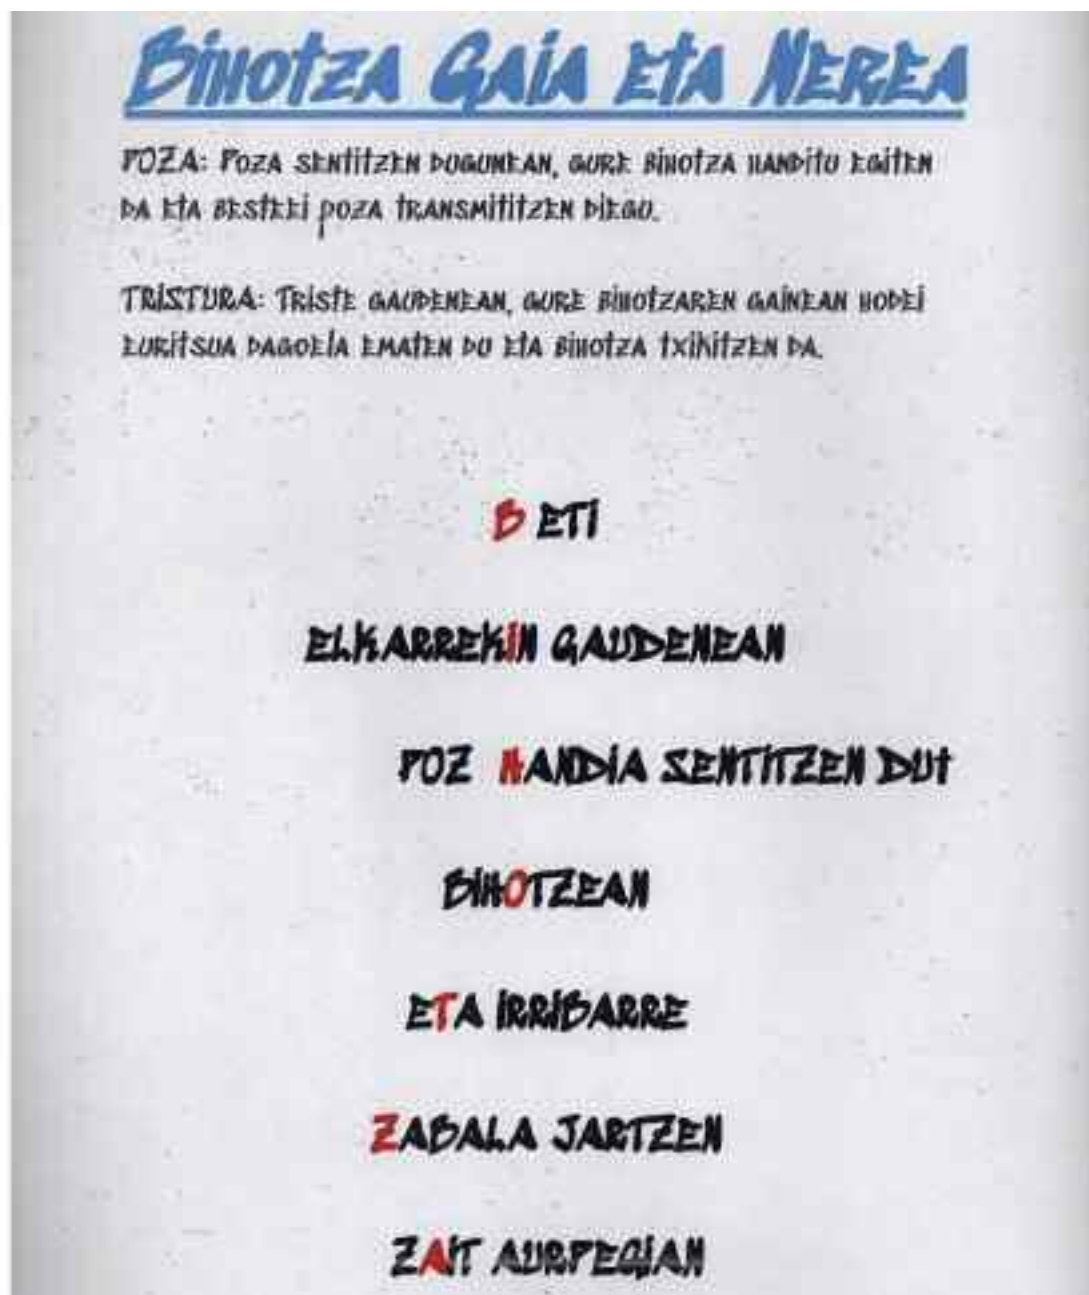 Bihotza Gaia eta Nerea
POZA: Poza sentitzen dugunean, gure bihotza handitu egiten
da eta besteei poza transmititzen diegu.
TRISTURA: Triste gaudenean, gure bihotzaren gainean hodei
euritsua dagoela ematen du eta bihotza txikitzen da.
B ETI
ELKARREKIN GAUDENEAN
POZ HANDIA SENTITZEN DUT
BIHOTZEAN
ETA IRRIBARRE
ZABALA JARTZEN
ZAIT AURPEGIAN